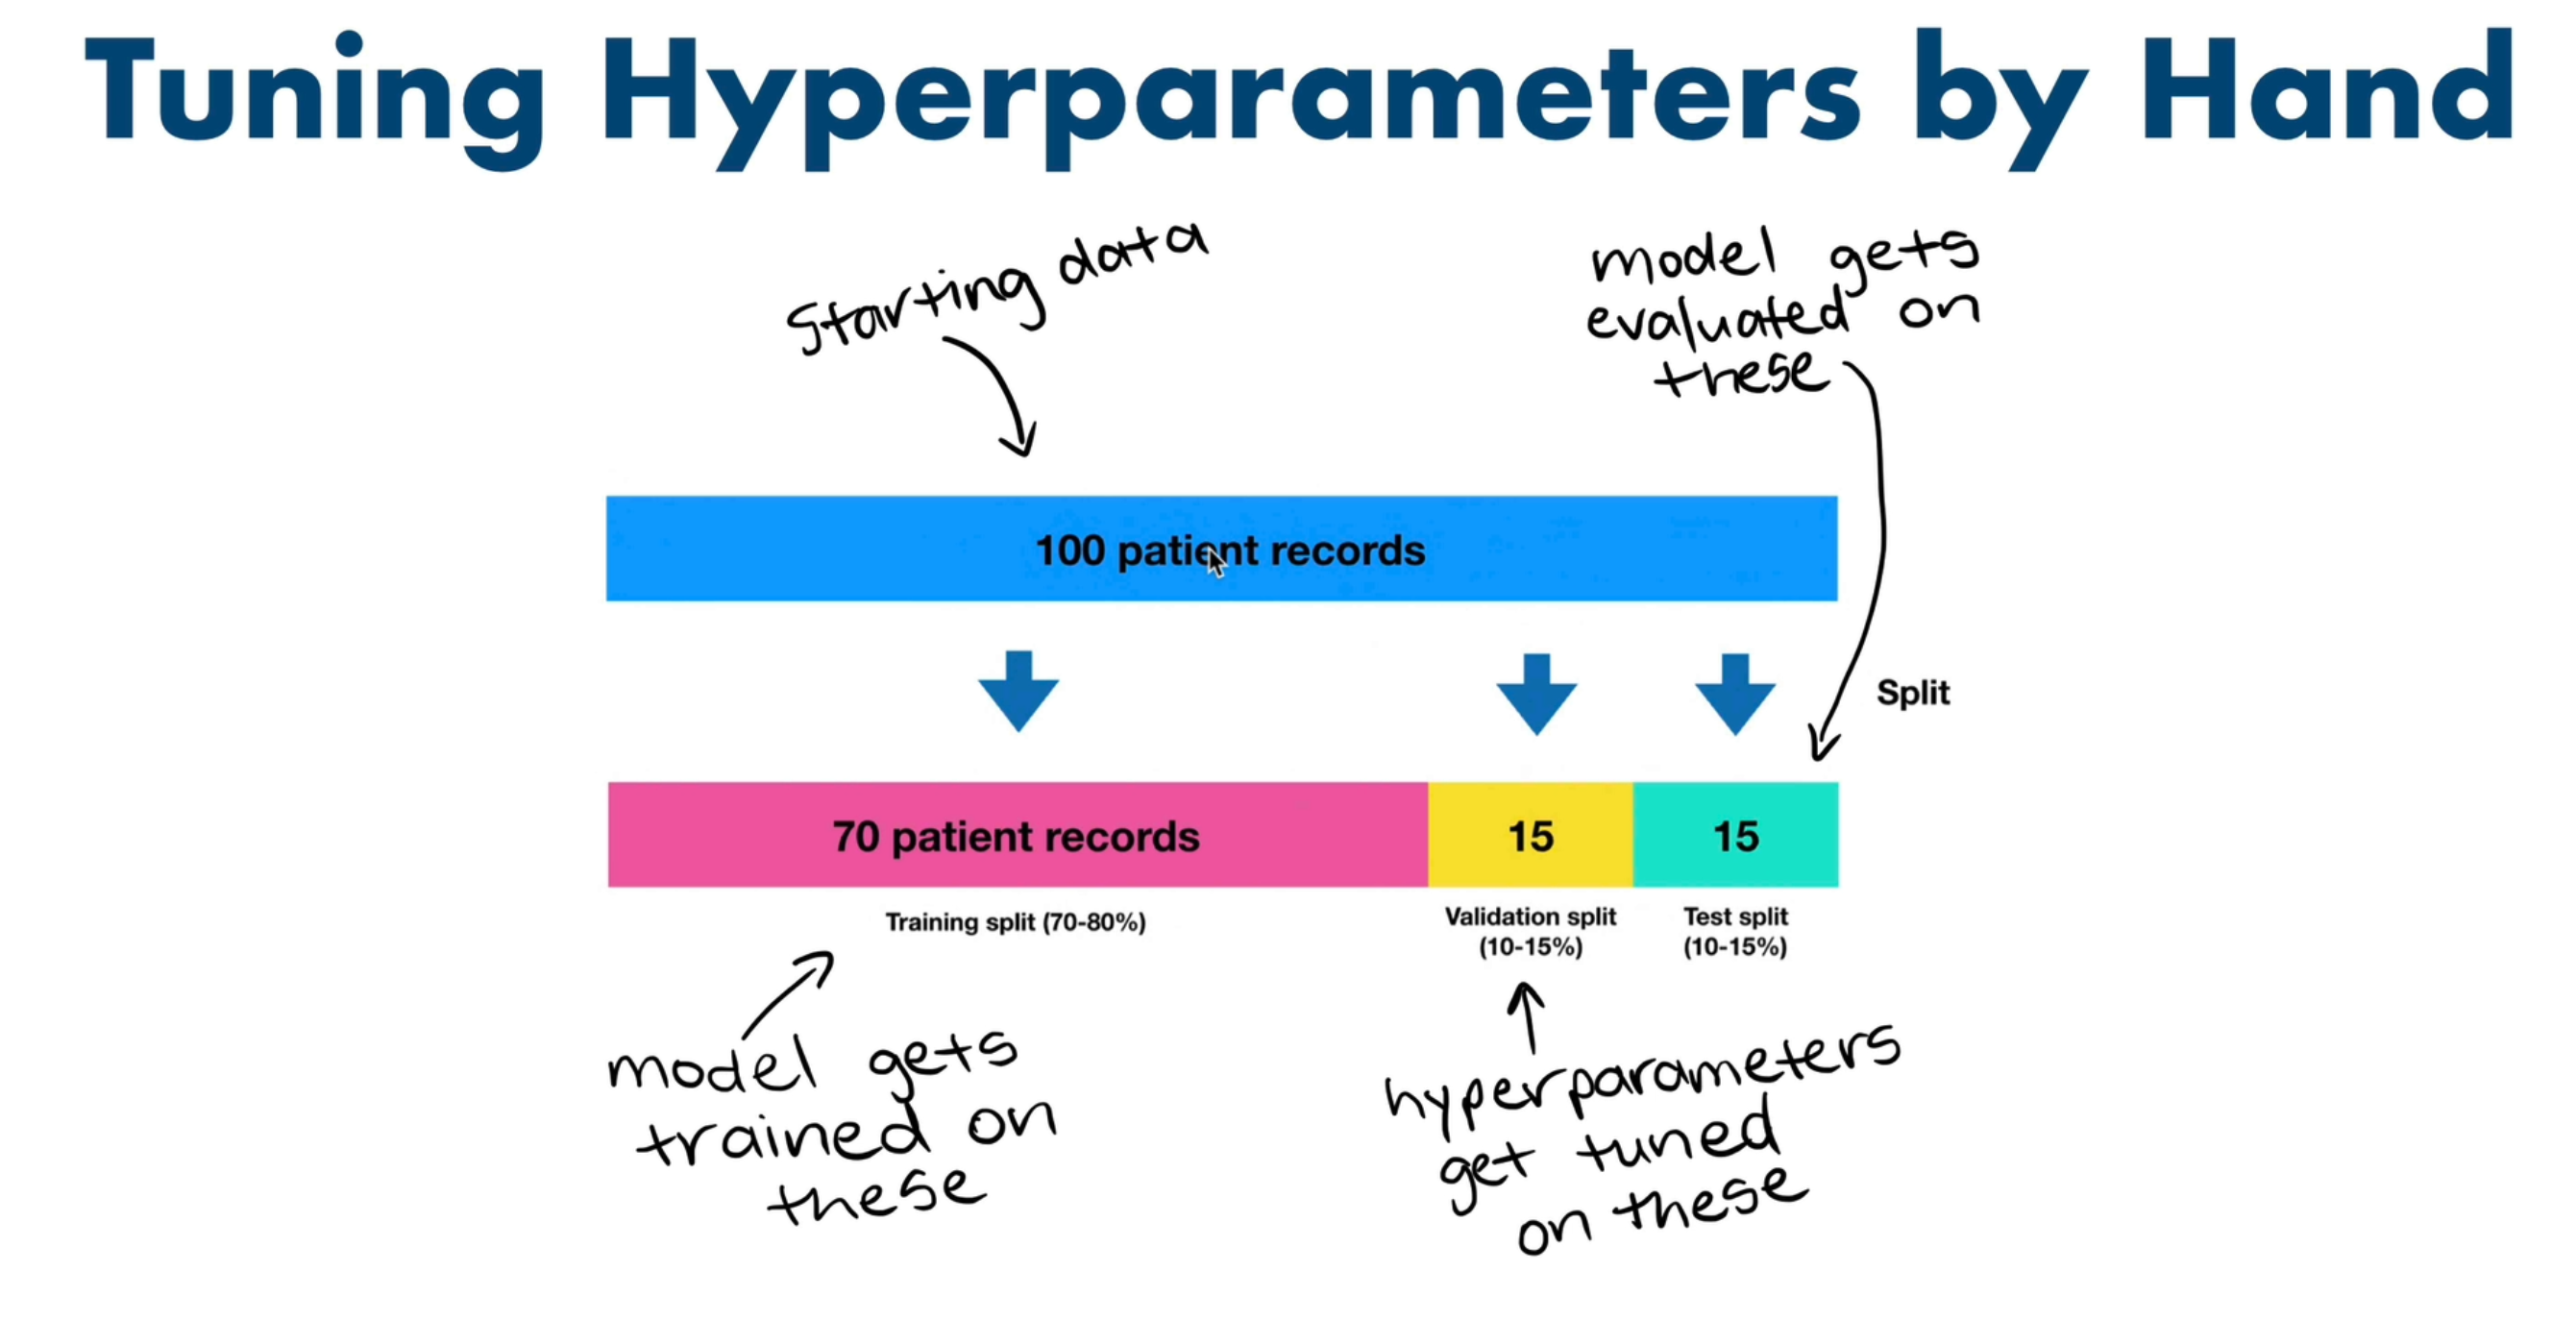 Tuning Hyperparameters by Hand
Starting data
model gets
evaluated on
these
100 patient records
Split
70 patient records
15
15
Training split (70-80%)
Validation split
(10-15%)
Test split
(10-15%)
model gets
trained on
these
hyperparameters
get tuned
on these